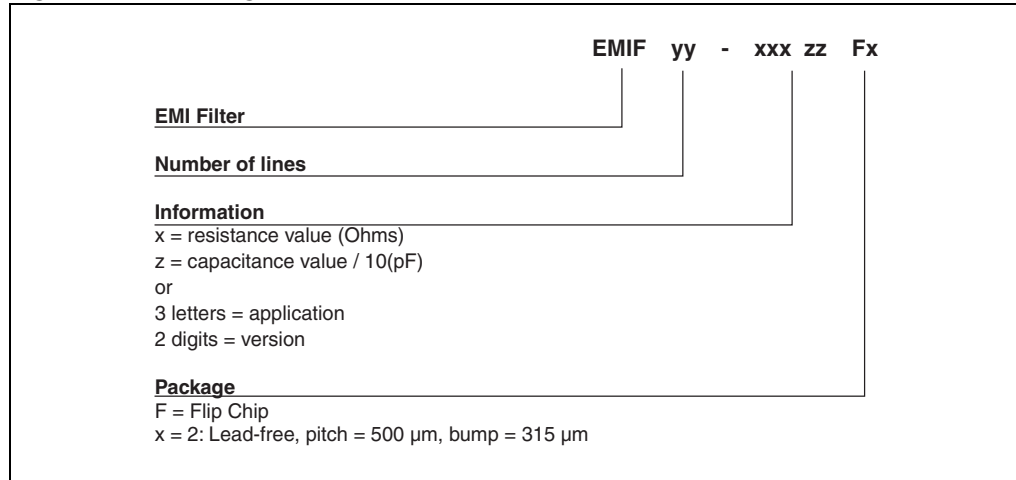 EMIF yy - xxx zz Fx
EMI Filter
Number of lines
Information
x = resistance value (Ohms)
z = capacitance value / 10(pF)
or
3 letters = application
2 digits = version
Package
F = Flip Chip
x = 2: Lead-free, pitch = 500 µm, bump = 315 µm